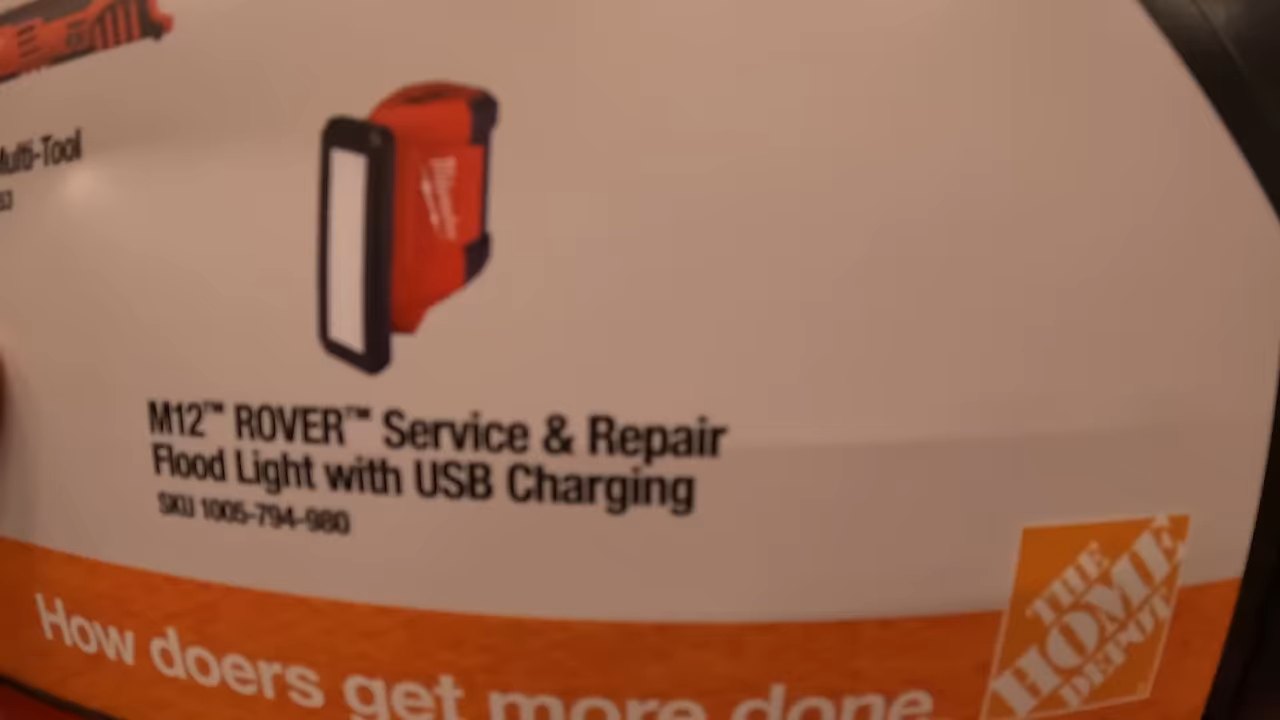 Multi-Tool
Milwaukee
M12™ ROVER™ Service & Repair
Flood Light with USB Charging
SKU 1005-794-980
How doers get more done
THE
HOME
DEPOT